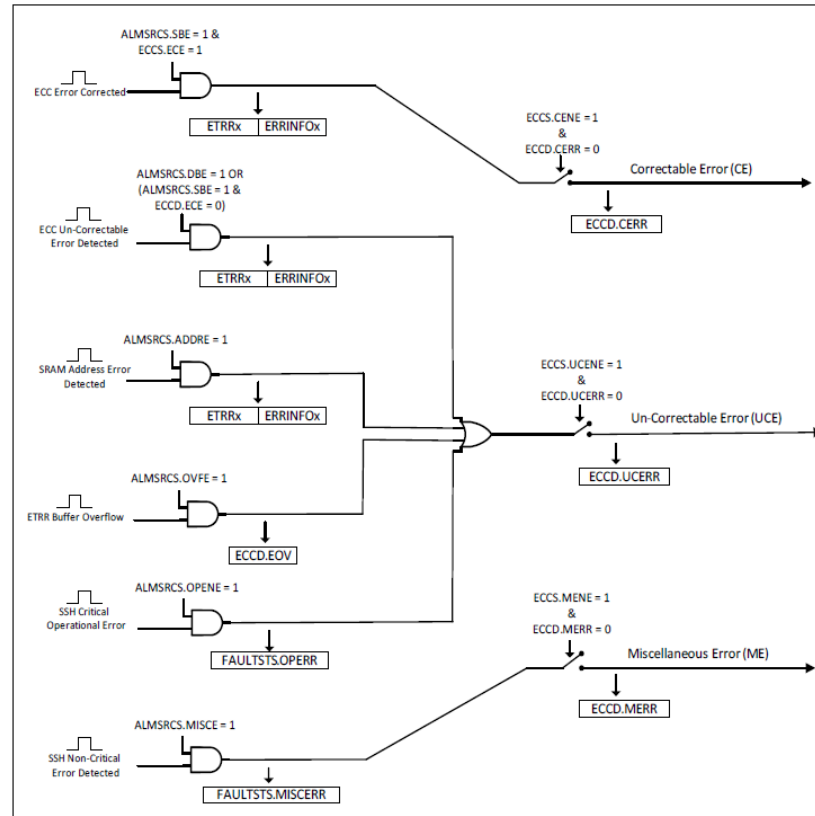 ALMSRCS.SBE = 1 &
ECCS.ECE = 1
ECC Error Corrected
ETRRx
ERRINFOx
ECCS.CENE = 1
&
ECCD.CERR = 0
Correctable Error (CE)
ECCD.CERR
ALMSRCS.DBE = 1 OR
(ALMSRCS.SBE = 1 &
ECCD.ECE = 0)
ECC Un-Correctable
Error Detected
ETRRx
ERRINFOx
ALMSRCS.ADDRE = 1
SRAM Address Error
Detected
ETRRx
ERRINFOx
ECCS.UCENE = 1
&
ECCD.UCERR = 0
Un-Correctable Error (UCE)
ECCD.UCERR
ALMSRCS.OVFE = 1
ETRR Buffer Overflow
ECCD.EOV
ALMSRCS.OPENE = 1
SSH Critical
Operational Error
FAULTSTS.OPERR
ECCS.MENE = 1
&
ECCD.MERR = 0
Miscellaneous Error (ME)
ECCD.MERR
ALMSRCS.MISCE = 1
SSH Non-Critical
Error Detected
FAULTSTS.MISCERR